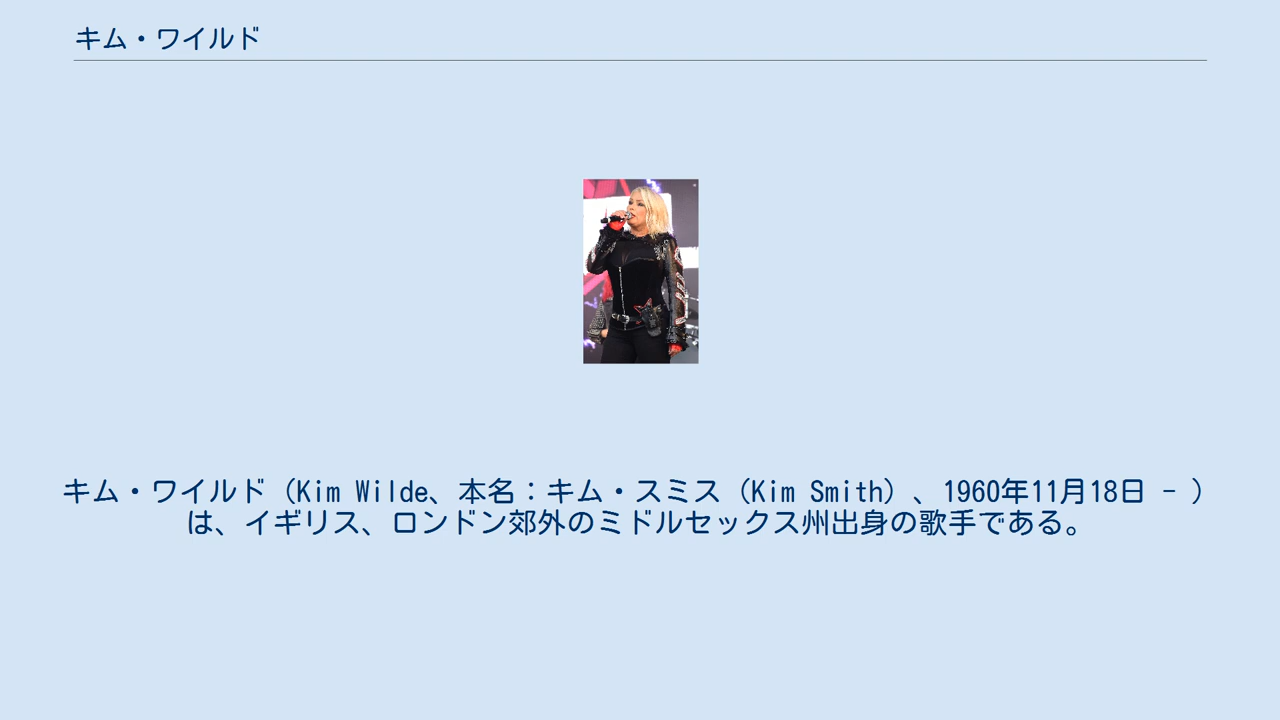 キム・ワイルド
キム・ワイルド（Kim Wilde、本名：キム・スミス（Kim Smith）、1960年11月18日 - ）
は、イギリス、ロンドン郊外のミドルセックス州出身の歌手である。